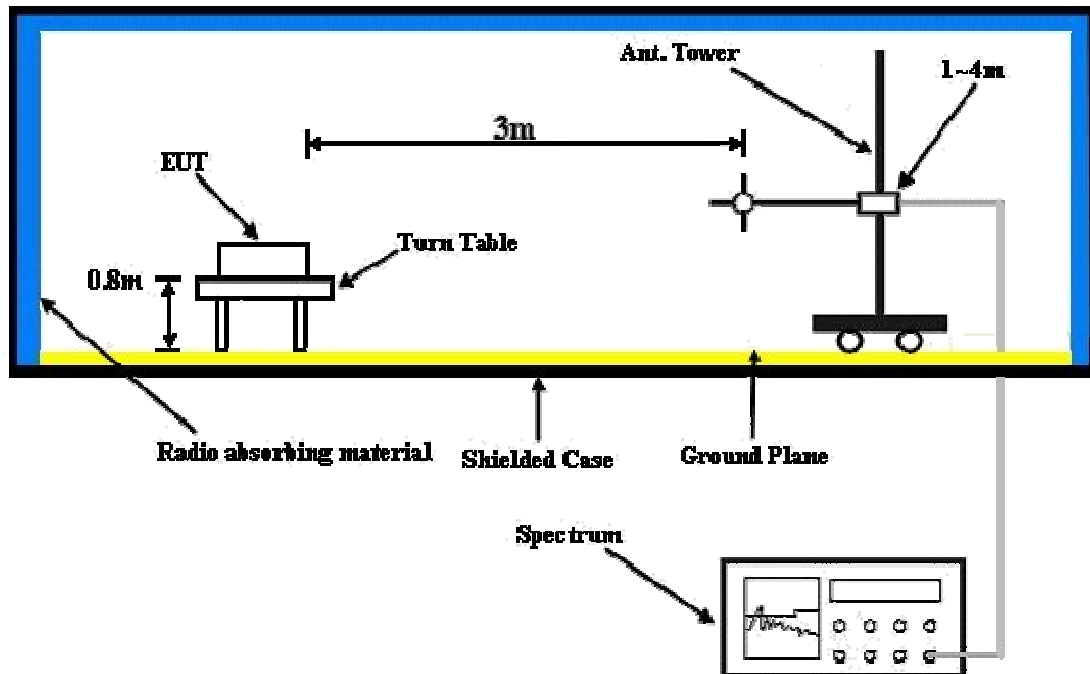 Ant. Tower
1~4m
3m
EUT
Turn Table
0.8m
Radio absorbing material
Shielded Case
Ground Plane
Spectrum